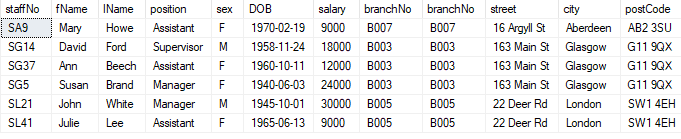 staffNo fName lName position sex DOB salary branchNo branchNo street city postCode
SA9 Mary Howe Assistant F 1970-02-19 9000 B007 B007 16 Argyll St Aberdeen AB2 3SU
SG14 David Ford Supervisor M 1958-11-24 18000 B003 B003 163 Main St Glasgow G11 9QX
SG37 Ann Beech Assistant F 1960-10-11 12000 B003 B003 163 Main St Glasgow G11 9QX
SG5 Susan Brand Manager F 1940-06-03 24000 B003 B003 163 Main St Glasgow G11 9QX
SL21 John White Manager M 1945-10-01 30000 B005 B005 22 Deer Rd London SW1 4EH
SL41 Julie Lee Assistant F 1965-06-13 9000 B005 B005 22 Deer Rd London SW1 4EH